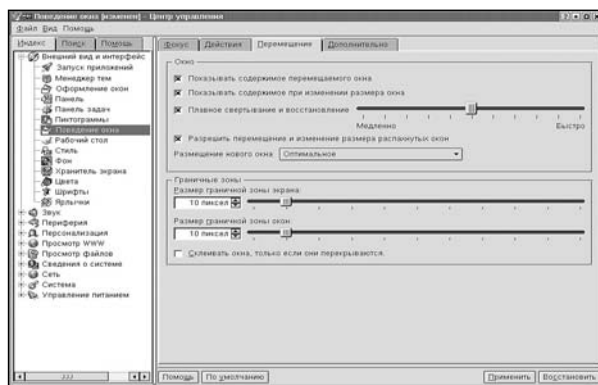 Поведение окна [изменен] - Центр управления
Файл Вид Помощь
Индекс Поиск Помощь
Внешний вид и интерфейс
Запуск приложений
Менеджер тем
Оформление окон
Панель
Панель задач
Пиктограммы
Поведение окна
Рабочий стол
Стиль
Фон
Хранитель экрана
Цвета
Шрифты
Ярлычки
Звук
Периферия
Персонализация
Просмотр WWW
Просмотр файлов
Сведения о системе
Сеть
Система
Управление питанием
Фокус Действия Перемещение Дополнительно
Окно
Показывать содержимое перемещаемого окна
Показывать содержимое при изменении размера окна
Плавное свертывание и восстановление
Медленно Быстро
Разрешить перемещение и изменение размера распахнутых окон
Размещение нового окна Оптимальное
Граничные зоны
Размер граничной зоны экрана:
10 пиксел
Размер граничной зоны окон:
10 пиксел
Склеивать окна, только если они перекрываются.
Помощь По умолчанию Применить Восстановить